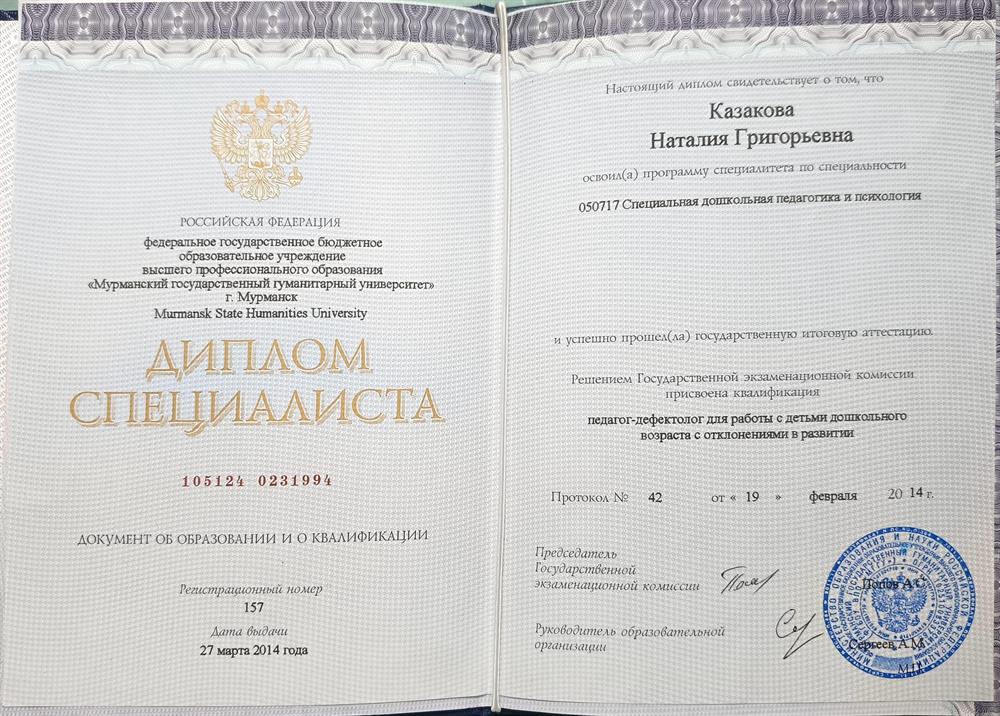 РОССИЙСКАЯ ФЕДЕРАЦИЯ
федеральное государственное бюджетное
образовательное учреждение
высшего профессионального образования
«Мурманский государственный гуманитарный университет»
г. Мурманск
Murmansk State Humanities University
ДИПЛОМ
СПЕЦИАЛИСТА
105124 0231994
ДОКУМЕНТ ОБ ОБРАЗОВАНИИ И О КВАЛИФИКАЦИИ
Регистрационный номер
157
Дата выдачи
27 марта 2014 года
Настоящий диплом свидетельствует о том, что
Казакова
Наталия Григорьевна
освоил(а) программу специалитета по специальности
050717 Специальная дошкольная педагогика и психология
и успешно прошел(ла) государственную итоговую аттестацию.
Решением Государственной экзаменационной комиссии
присвоена квалификация
педагог-дефектолог для работы с детьми дошкольного
возраста с отклонениями в развитии
Протокол № 42 от « 19 » февраля 2014 г.
Председатель
Государственной
экзаменационной комиссии
Попов А.С.
Руководитель образовательной
организации
Сергеев А.М.
М.П.